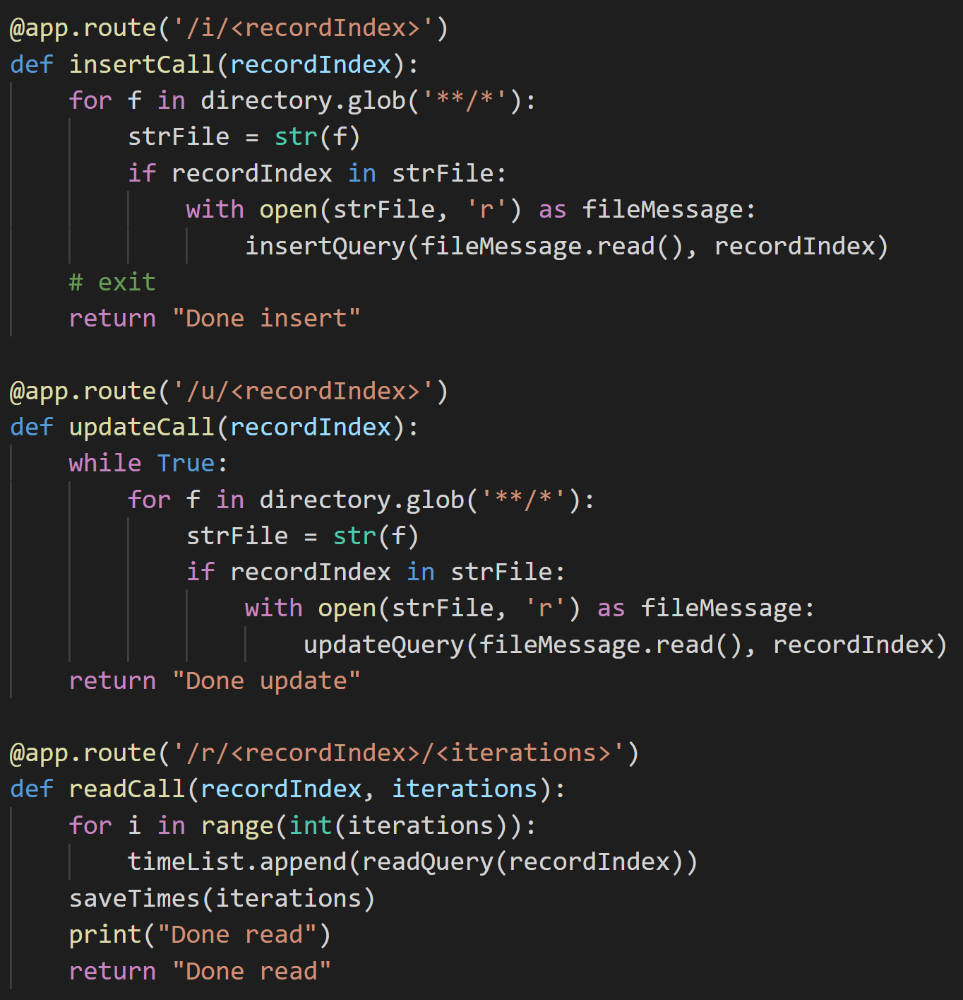 @app.route('/i/<recordIndex>')
def insertCall(recordIndex):
    for f in directory.glob('**/*'):
        strFile = str(f)
        if recordIndex in strFile:
            with open(strFile, 'r') as fileMessage:
                insertQuery(fileMessage.read(), recordIndex)
    # exit
    return "Done insert"

@app.route('/u/<recordIndex>')
def updateCall(recordIndex):
    while True:
        for f in directory.glob('**/*'):
            strFile = str(f)
            if recordIndex in strFile:
                with open(strFile, 'r') as fileMessage:
                    updateQuery(fileMessage.read(), recordIndex)
    return "Done update"

@app.route('/r/<recordIndex>/<iterations>')
def readCall(recordIndex, iterations):
    for i in range(int(iterations)):
        timeList.append(readQuery(recordIndex))
    saveTimes(iterations)
    print("Done read")
    return "Done read"